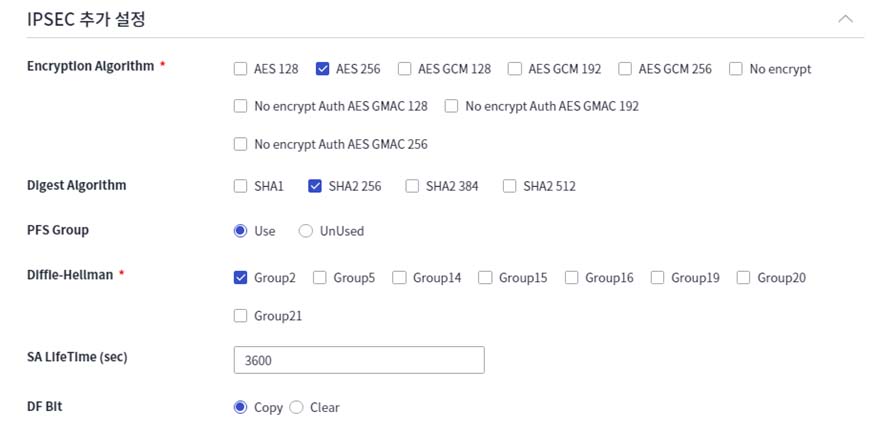 IPSEC 추가 설정
Encryption Algorithm * AES 128 AES 256 AES GCM 128 AES GCM 192 AES GCM 256 No encrypt
No encrypt Auth AES GMAC 128 No encrypt Auth AES GMAC 192
No encrypt Auth AES GMAC 256
Digest Algorithm SHA1 SHA2 256 SHA2 384 SHA2 512
PFS Group Use UnUsed
Diffie-Hellman * Group2 Group5 Group14 Group15 Group16 Group19 Group20
Group21
SA LifeTime (sec) 3600
DF Bit Copy Clear